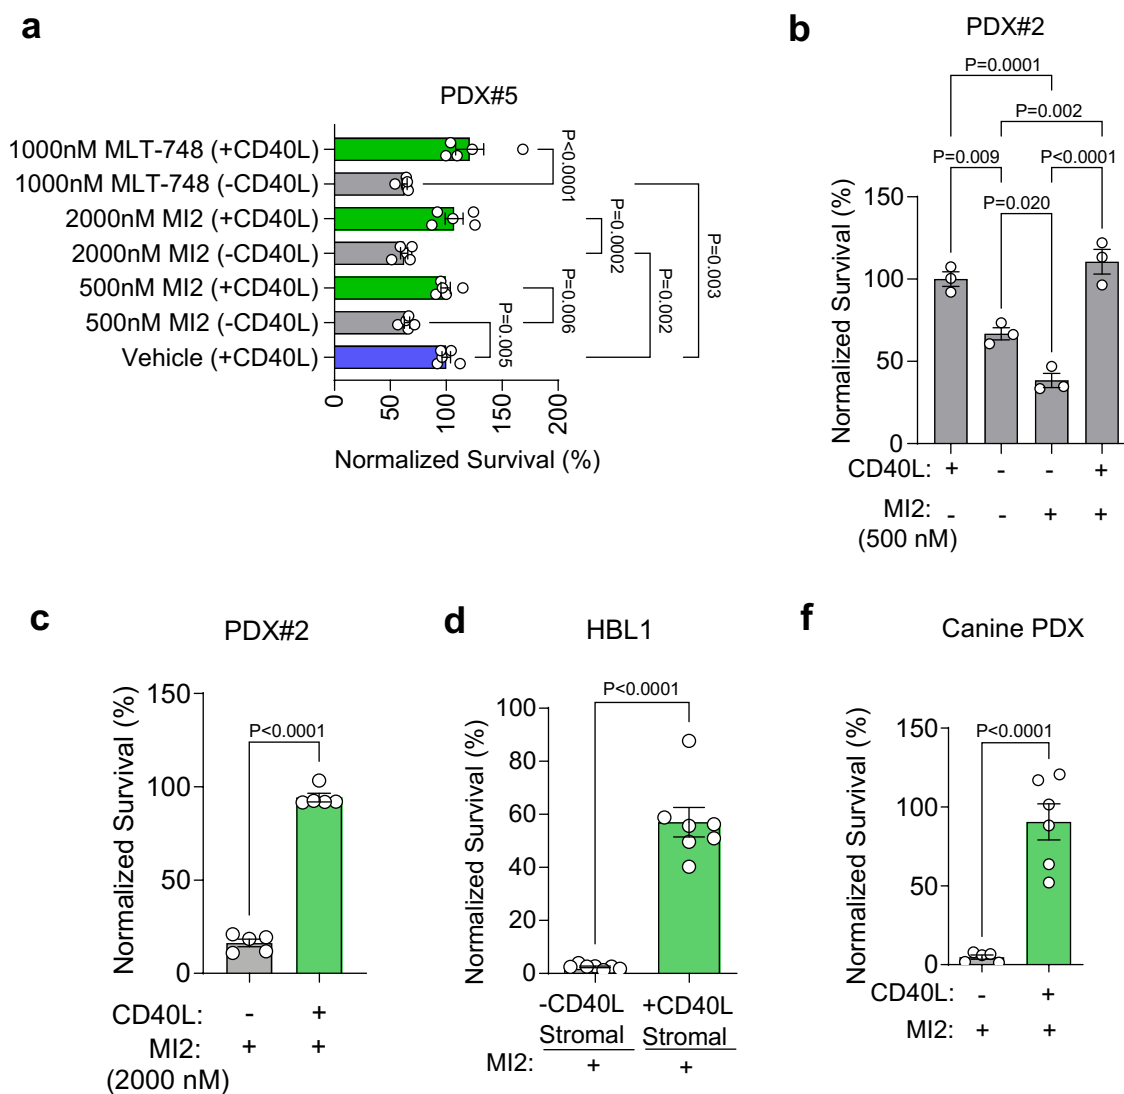 a
PDX#5
1000nM MLT-748 (+CD40L)
1000nM MLT-748 (-CD40L)
2000nM MI2 (+CD40L)
2000nM MI2 (-CD40L)
500nM MI2 (+CD40L)
500nM MI2 (-CD40L)
Vehicle (+CD40L)
P<0.0001
P=0.0002
P=0.006
P=0.005
P=0.002
P=0.003
0 50 100 150 200
Normalized Survival (%)
b
PDX#2
P=0.0001
P=0.002
P=0.009 P<0.0001
P=0.020
Normalized Survival (%)
150
100
50
0
CD40L: + - - +
MI2: - - + +
(500 nM)
c
PDX#2
P<0.0001
Normalized Survival (%)
150
100
50
0
CD40L: - +
MI2: + +
(2000 nM)
d
HBL1
P<0.0001
Normalized Survival (%)
100
80
60
40
20
0
-CD40L +CD40L
Stromal Stromal
MI2: + +
f
Canine PDX
P<0.0001
Normalized Survival (%)
150
100
50
0
CD40L: - +
MI2: + +